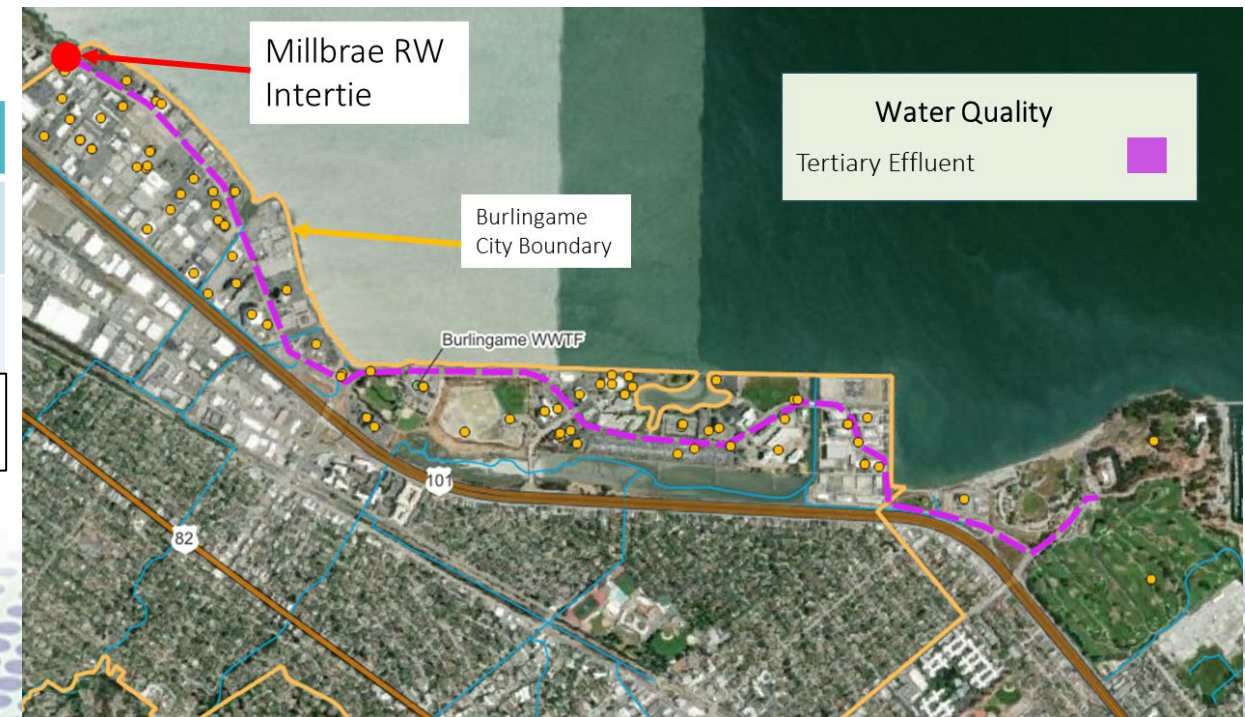 Millbrae RW
Intertie
Water Quality
Tertiary Effluent
Burlingame
City Boundary
Burlingame WWTF
101
82